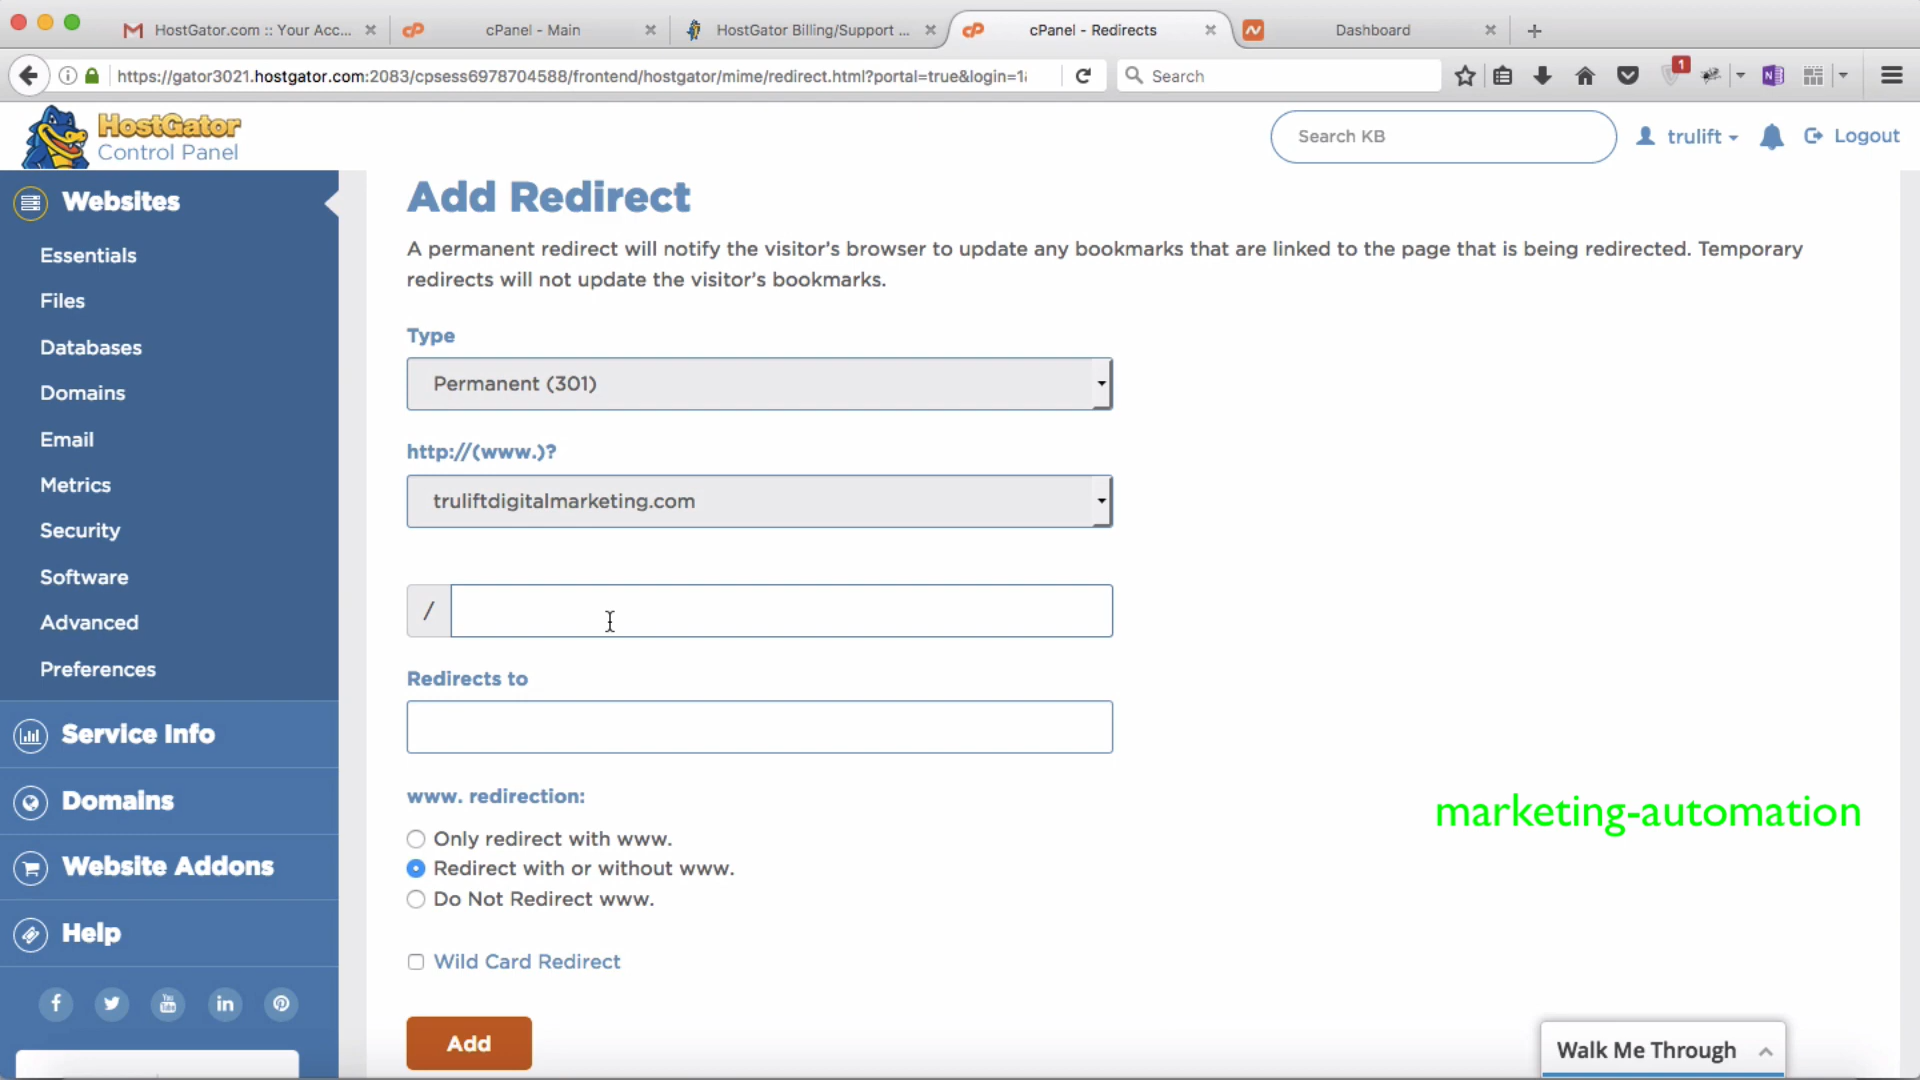 HostGator.com :: Your Acc...
cPanel - Main
HostGator Billing/Support ...
cPanel - Redirects
Dashboard
https://gator3021.hostgator.com:2083/cpsess6978704588/frontend/hostgator/mime/redirect.html?portal=true&login=1
Search
1
HostGator
Control Panel
Search KB
trulift
Logout
Websites
Essentials
Files
Databases
Domains
Email
Metrics
Security
Software
Advanced
Preferences
Service Info
Domains
Website Addons
Help
Add Redirect
A permanent redirect will notify the visitor's browser to update any bookmarks that are linked to the page that is being redirected. Temporary
redirects will not update the visitor's bookmarks.
Type
Permanent (301)
http://(www.)?
truliftdigitalmarketing.com
/
Redirects to
www. redirection:
Only redirect with www.
Redirect with or without www.
Do Not Redirect www.
Wild Card Redirect
Add
marketing-automation
Walk Me Through